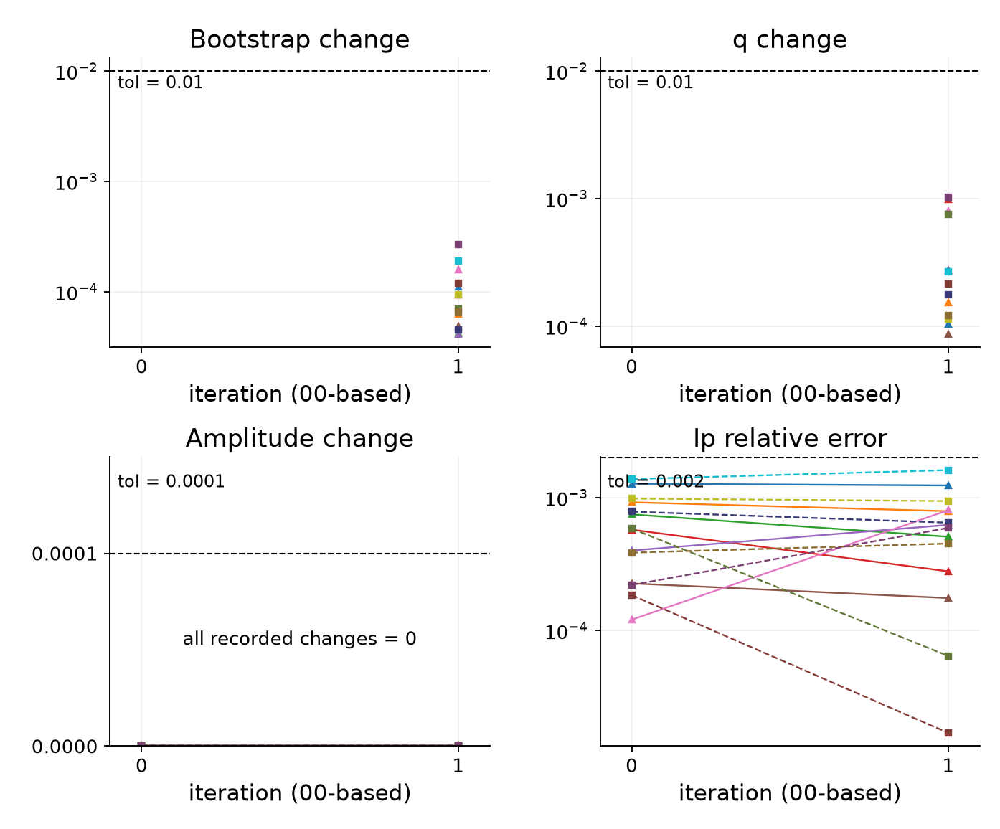 Bootstrap change
10⁻²
tol = 0.01
10⁻³
10⁻⁴
0 1
iteration (00-based)
q change
10⁻²
tol = 0.01
10⁻³
10⁻⁴
0 1
iteration (00-based)
Amplitude change
tol = 0.0001
0.0001
all recorded changes = 0
0.0000
0 1
iteration (00-based)
Ip relative error
tol = 0.002
10⁻³
10⁻⁴
0 1
iteration (00-based)